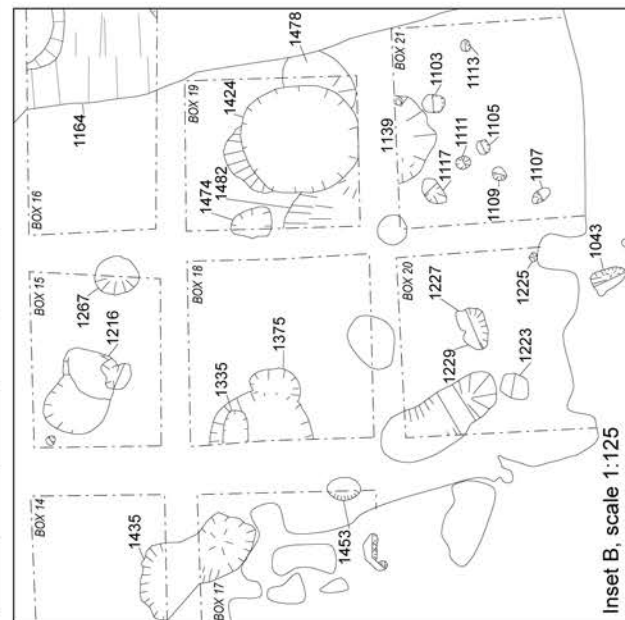 1478
BOX 21
1113
1103
1424
BOX 19
1139
1111
1105
1164
1117
1474
1482
1109
1107
BOX 16
1043
BOX 15
BOX 18
BOX 20
1225
1227
1267
1216
1375
1335
1229
1223
BOX 14
1435
BOX 17
1453
Inset B, scale 1:125